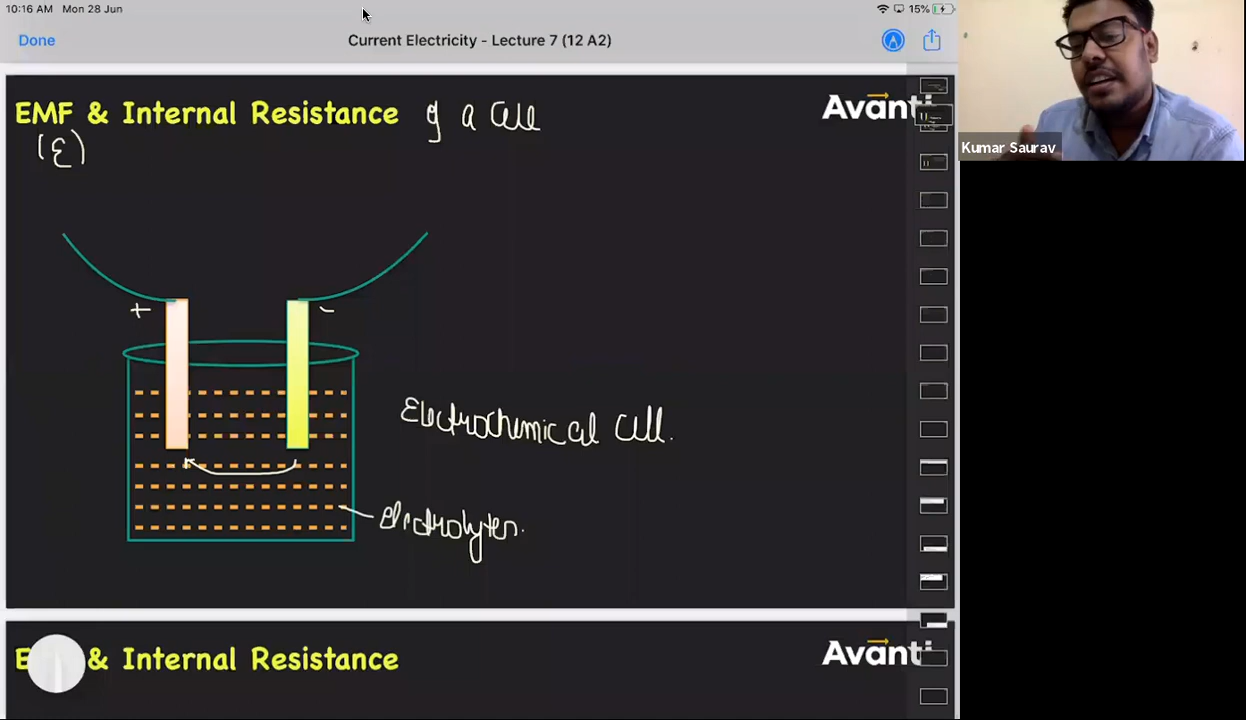 10:16 AM Mon 28 Jun
15%
Done
Current Electricity - Lecture 7 (12 A2)
EMF & Internal Resistance of a Cell
Avanti
(ε)
Kumar Saurav
+
-
Electrochemical Cell.
Electrolytes.
E & Internal Resistance
Avanti